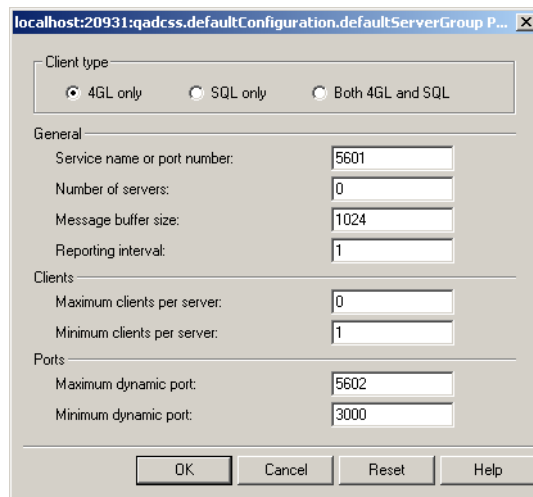 localhost:20931:qadcss.defaultConfiguration.defaultServerGroup P...
Client type
4GL only SQL only Both 4GL and SQL
General
Service name or port number: 5601
Number of servers: 0
Message buffer size: 1024
Reporting interval: 1
Clients
Maximum clients per server: 0
Minimum clients per server: 1
Ports
Maximum dynamic port: 5602
Minimum dynamic port: 3000
OK Cancel Reset Help